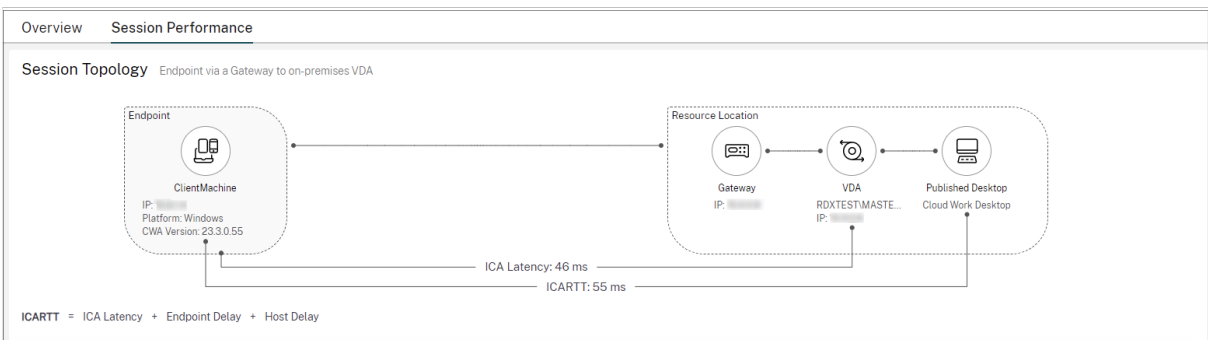 Overview Session Performance
Session Topology Endpoint via a Gateway to on-premises VDA
Endpoint
ClientMachine
IP:
Platform: Windows
CWA Version: 23.3.0.55
Resource Location
Gateway
IP:
VDA
RDXTEST\MASTE...
IP:
Published Desktop
Cloud Work Desktop
ICA Latency: 46 ms
ICARTT: 55 ms
ICARTT = ICA Latency + Endpoint Delay + Host Delay